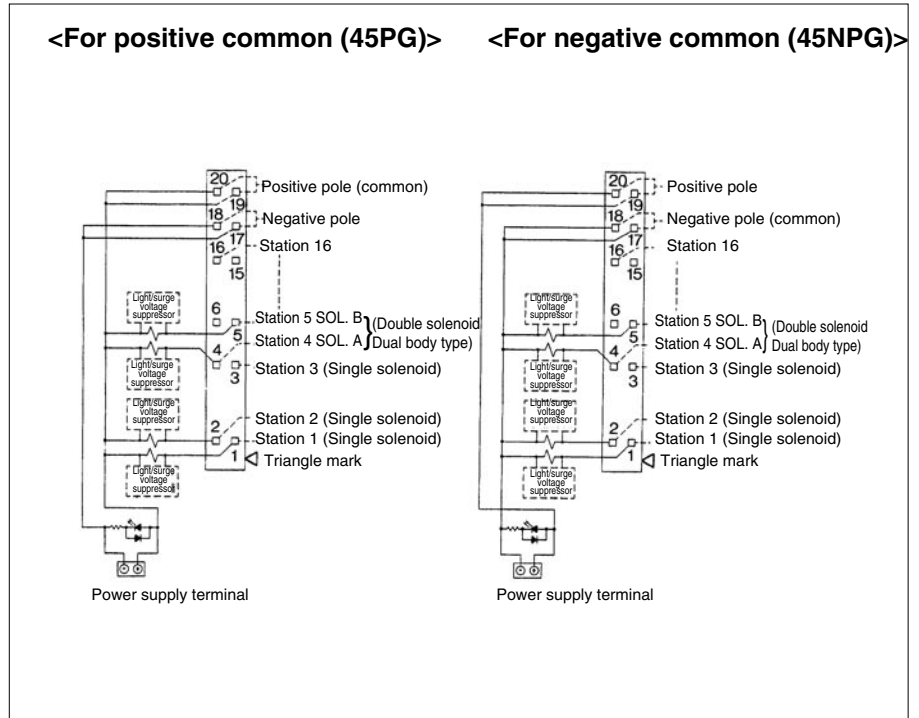 <For positive common (45PG)>
20
Positive pole (common)
19
18
Negative pole
17
16
Station 16
15
Light/surge
voltage
suppressor
6
Station 5 SOL. B
5
(Double solenoid
Station 4 SOL. A
Dual body type)
4
Light/surge
voltage
suppressor
3
Station 3 (Single solenoid)
Light/surge
voltage
suppressor
Station 2 (Single solenoid)
2
Station 1 (Single solenoid)
1
Triangle mark
Light/surge
voltage
suppressor
Power supply terminal
<For negative common (45NPG)>
20
Positive pole
19
18
Negative pole (common)
17
16
Station 16
15
Light/surge
voltage
suppressor
6
Station 5 SOL. B
5
(Double solenoid
Station 4 SOL. A
Dual body type)
4
Light/surge
voltage
suppressor
3
Station 3 (Single solenoid)
Light/surge
voltage
suppressor
Station 2 (Single solenoid)
2
Station 1 (Single solenoid)
1
Triangle mark
Light/surge
voltage
suppressor
Power supply terminal